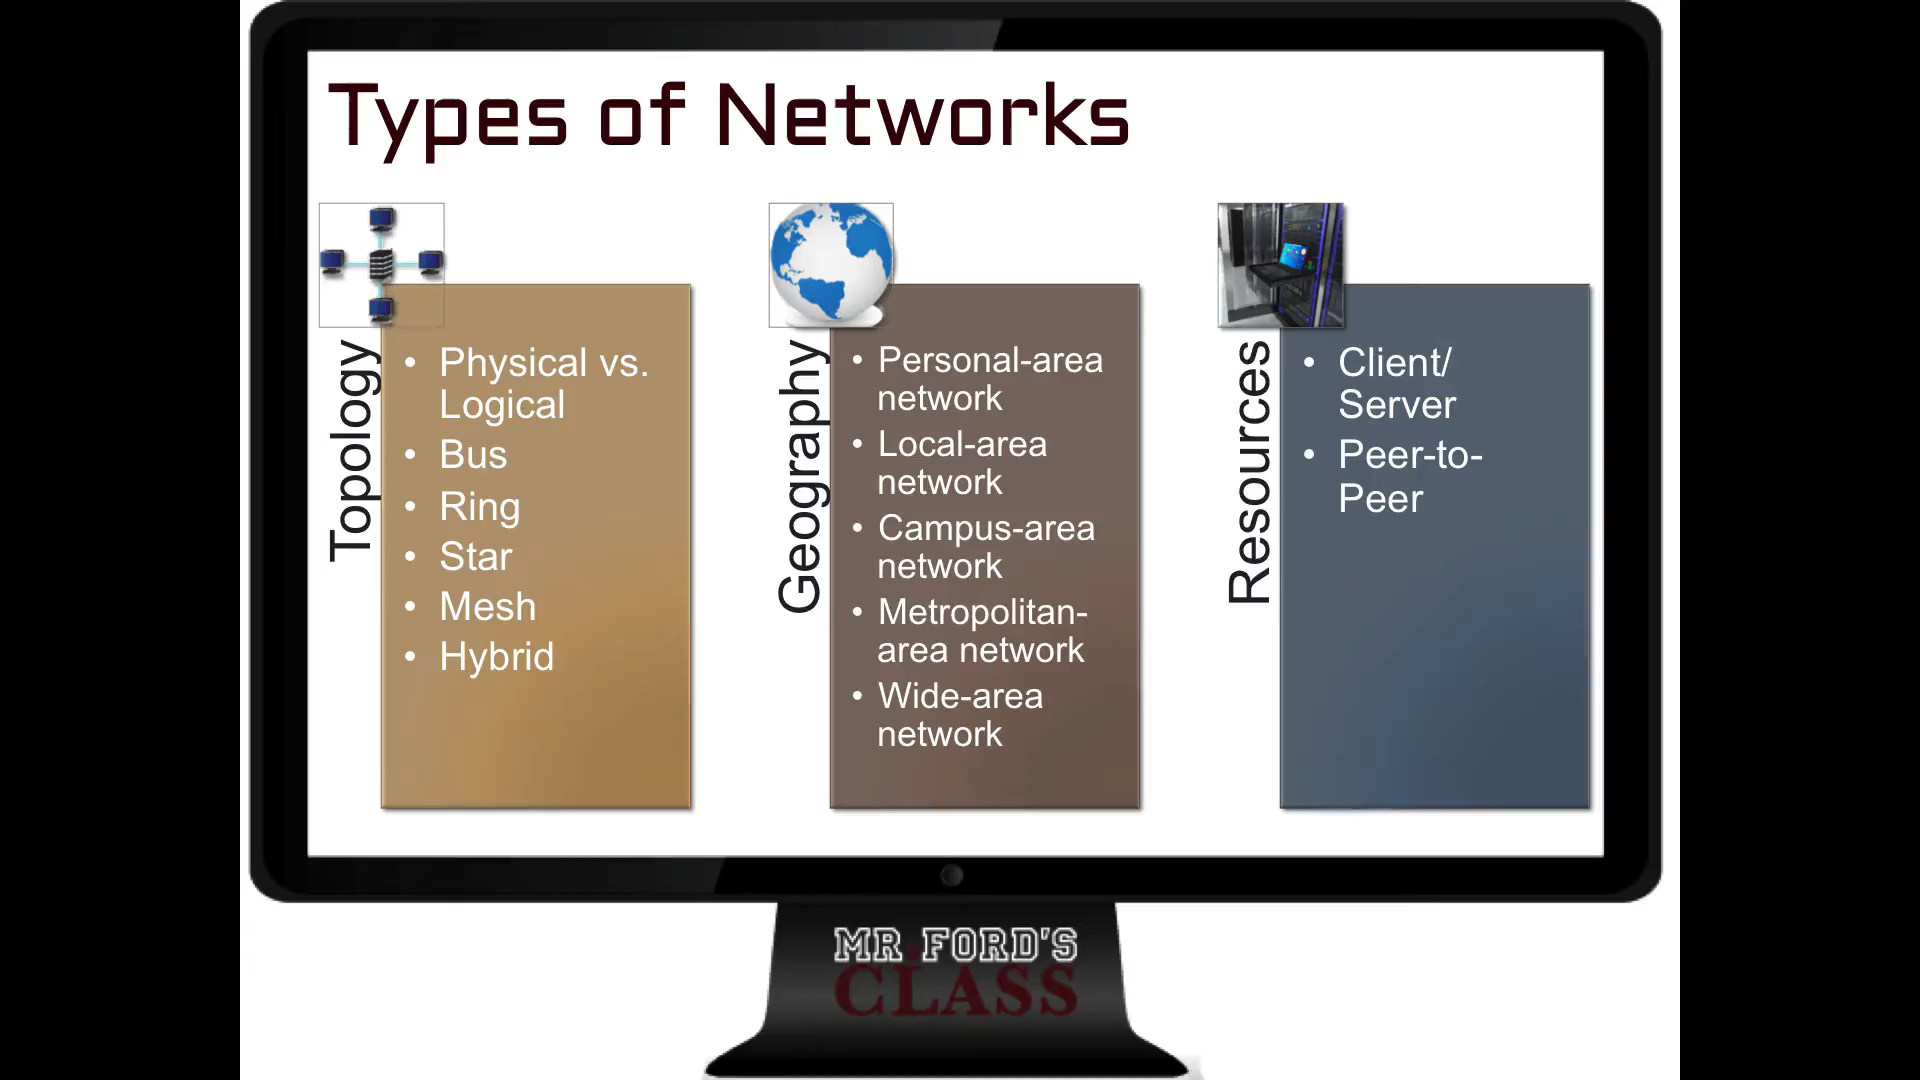 Types of Networks
Topology
• Physical vs.
Logical
• Bus
• Ring
• Star
• Mesh
• Hybrid
Geography
• Personal-area
network
• Local-area
network
• Campus-area
network
• Metropolitan-
area network
• Wide-area
network
Resources
• Client/
Server
• Peer-to-
Peer
MR FORD'S
CLASS